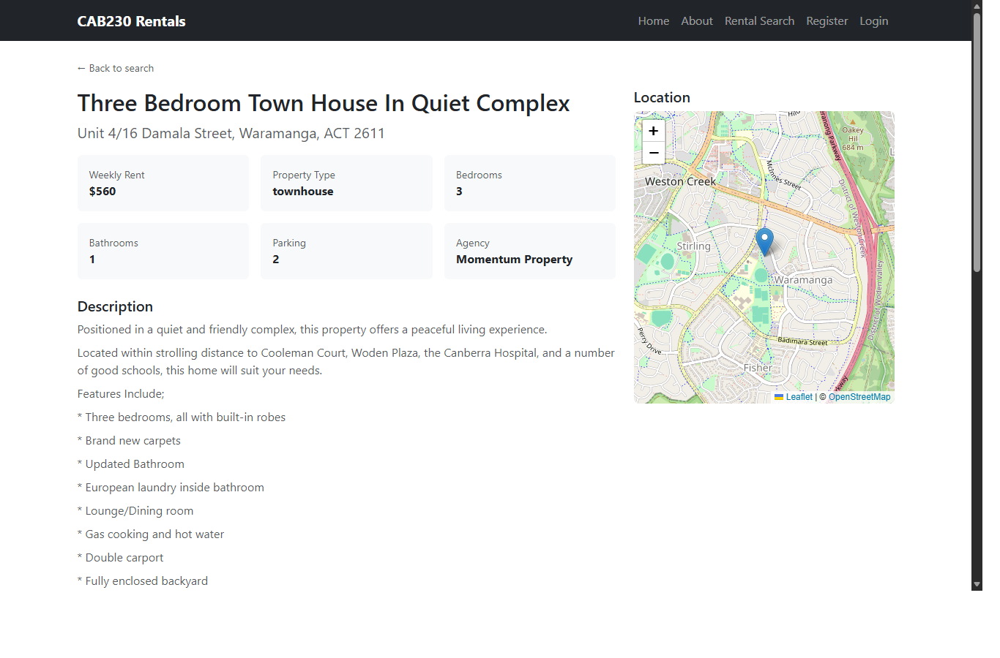 CAB230 Rentals
Home About Rental Search Register Login
← Back to search
Three Bedroom Town House In Quiet Complex
Unit 4/16 Damala Street, Waramanga, ACT 2611
Weekly Rent
$560
Property Type
townhouse
Bedrooms
3
Bathrooms
1
Parking
2
Agency
Momentum Property
Description
Positioned in a quiet and friendly complex, this property offers a peaceful living experience.
Located within strolling distance to Cooleman Court, Woden Plaza, the Canberra Hospital, and a number
of good schools, this home will suit your needs.
Features Include;
* Three bedrooms, all with built-in robes
* Brand new carpets
* Updated Bathroom
* European laundry inside bathroom
* Lounge/Dining room
* Gas cooking and hot water
* Double carport
* Fully enclosed backyard
Location
+
−
Oakey
Hill
684 m
McInnes Street
Weston Creek
District of Weston Creek
Stirling
Waramanga
District of Woden Valley
Badimara Street
Perry Drive
Fisher
Leaflet | © OpenStreetMap